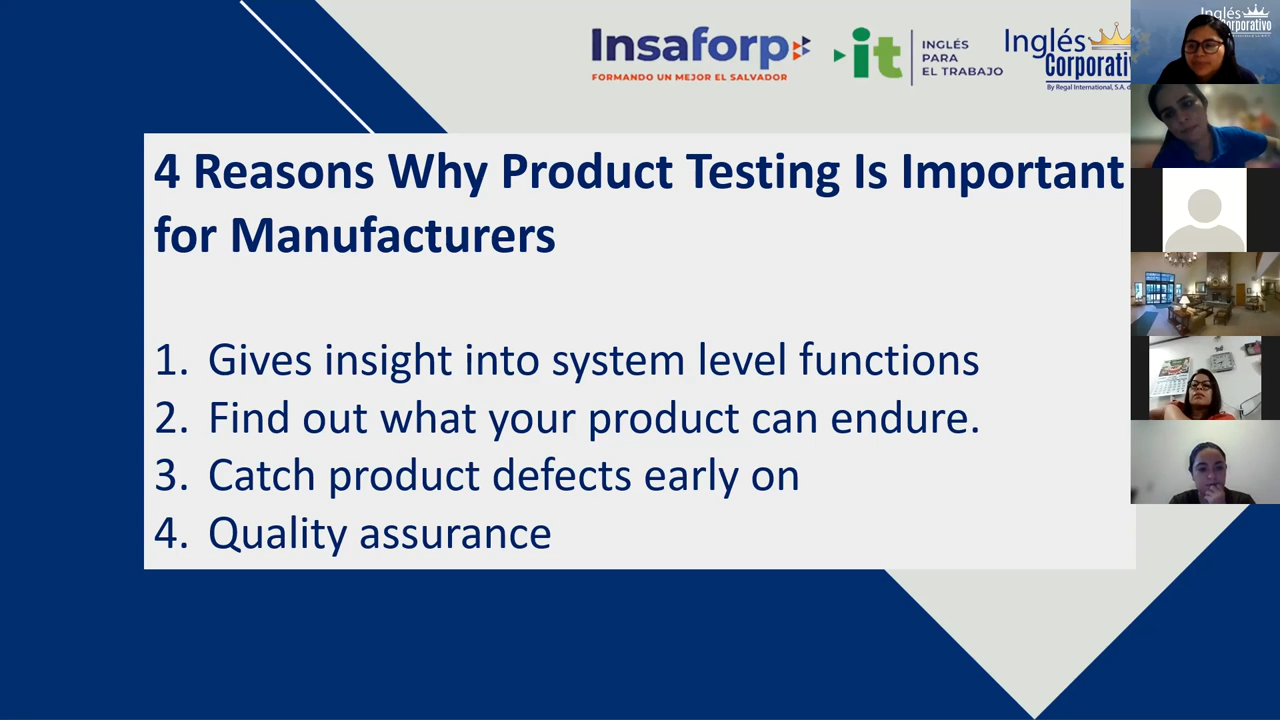 Insaforp
FORMANDO UN MEJOR EL SALVADOR
it
INGLÉS
PARA
EL TRABAJO
Inglés
Corporativ
By Regal International, S.A. d
Inglés
orporativo
4 Reasons Why Product Testing Is Important
for Manufacturers
1. Gives insight into system level functions
2. Find out what your product can endure.
3. Catch product defects early on
4. Quality assurance